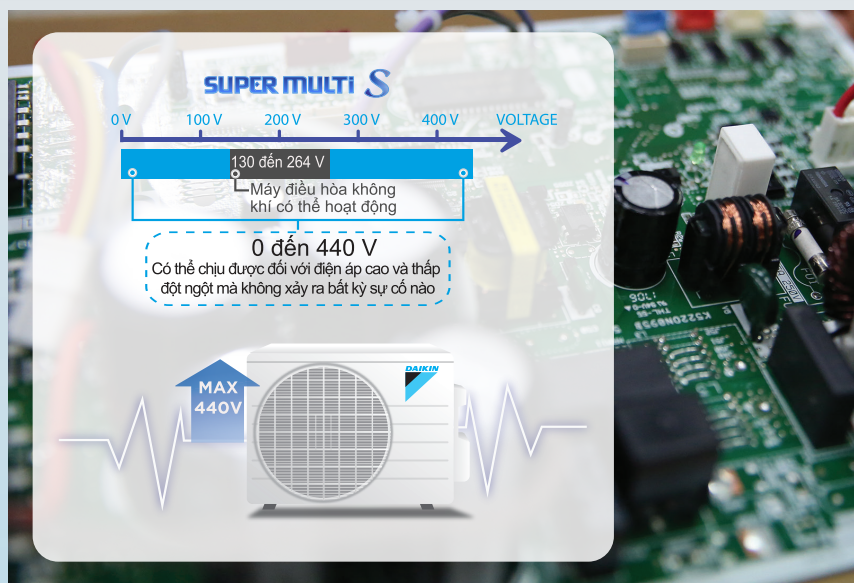 SUPER MULTI S
0 V 100 V 200 V 300 V 400 V VOLTAGE
130 đến 264 V
Máy điều hòa không
khí có thể hoạt động
0 đến 440 V
Có thể chịu được đối với điện áp cao và thấp
đột ngột mà không xảy ra bất kỳ sự cố nào
MAX
440V
DAIKIN
1706
K5220N095B